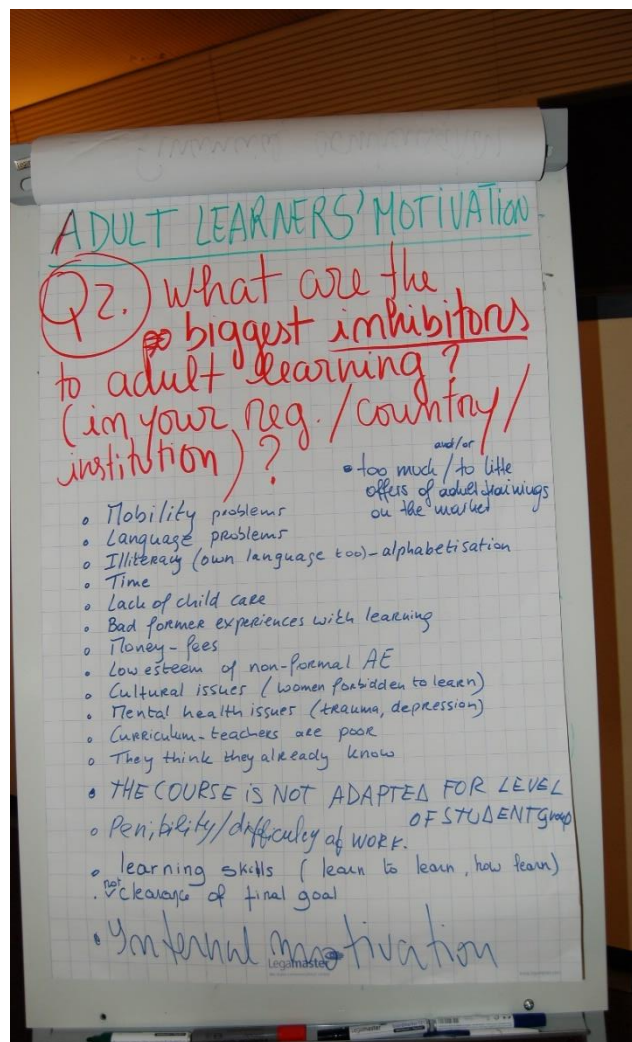 ADULT LEARNERS' MOTIVATION
Q2. What are the
biggest inhibitors
to adult learning?
(in your reg./country/
institution)?
and/or
• too much/to little
offers of adult trainings
on the market
• Mobility problems
• Language problems
• Illiteracy (own language too)-alphabetisation
• Time
• Lack of child care
• Bad former experiences with learning
• Money-fees
• Low esteem of non-formal AE
• Cultural issues (women forbidden to learn)
• Mental health issues (trauma, depression)
• Curriculum-teachers are poor
• They think they already know
• THE COURSE iS NOT ADAPTED FOR LEVEL
OF STUDENT group
• Penibility/difficulty of WORK.
• learning skills (learn to learn, how learn)
• not clearance of final goal
• Internal motivation
Legamaster
Legamaster